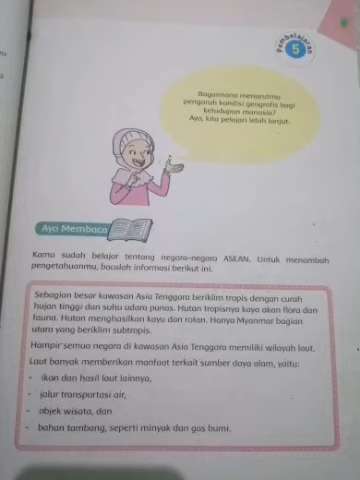 Pembelajaran
5
Bagaimana menurutmu
pengaruh kondisi geografis bagi
kehidupan manusia?
Ayo, kita pelajari lebih lanjut.
Ayo Membaca
Kamu sudah belajar tentang negara-negara ASEAN. Untuk menambah
pengetahuanmu, bacalah informasi berikut ini.
Sebagian besar kawasan Asia Tenggara beriklim tropis dengan curah
hujan tinggi dan suhu udara panas. Hutan tropisnya kaya akan flora dan
fauna. Hutan menghasilkan kayu dan rotan. Hanya Myanmar bagian
utara yang beriklim subtropis.
Hampir semua negara di kawasan Asia Tenggara memiliki wilayah laut.
Laut banyak memberikan manfaat terkait sumber daya alam, yaitu:
- ikan dan hasil laut lainnya,
- jalur transportasi air,
- objek wisata, dan
- bahan tambang, seperti minyak dan gas bumi.